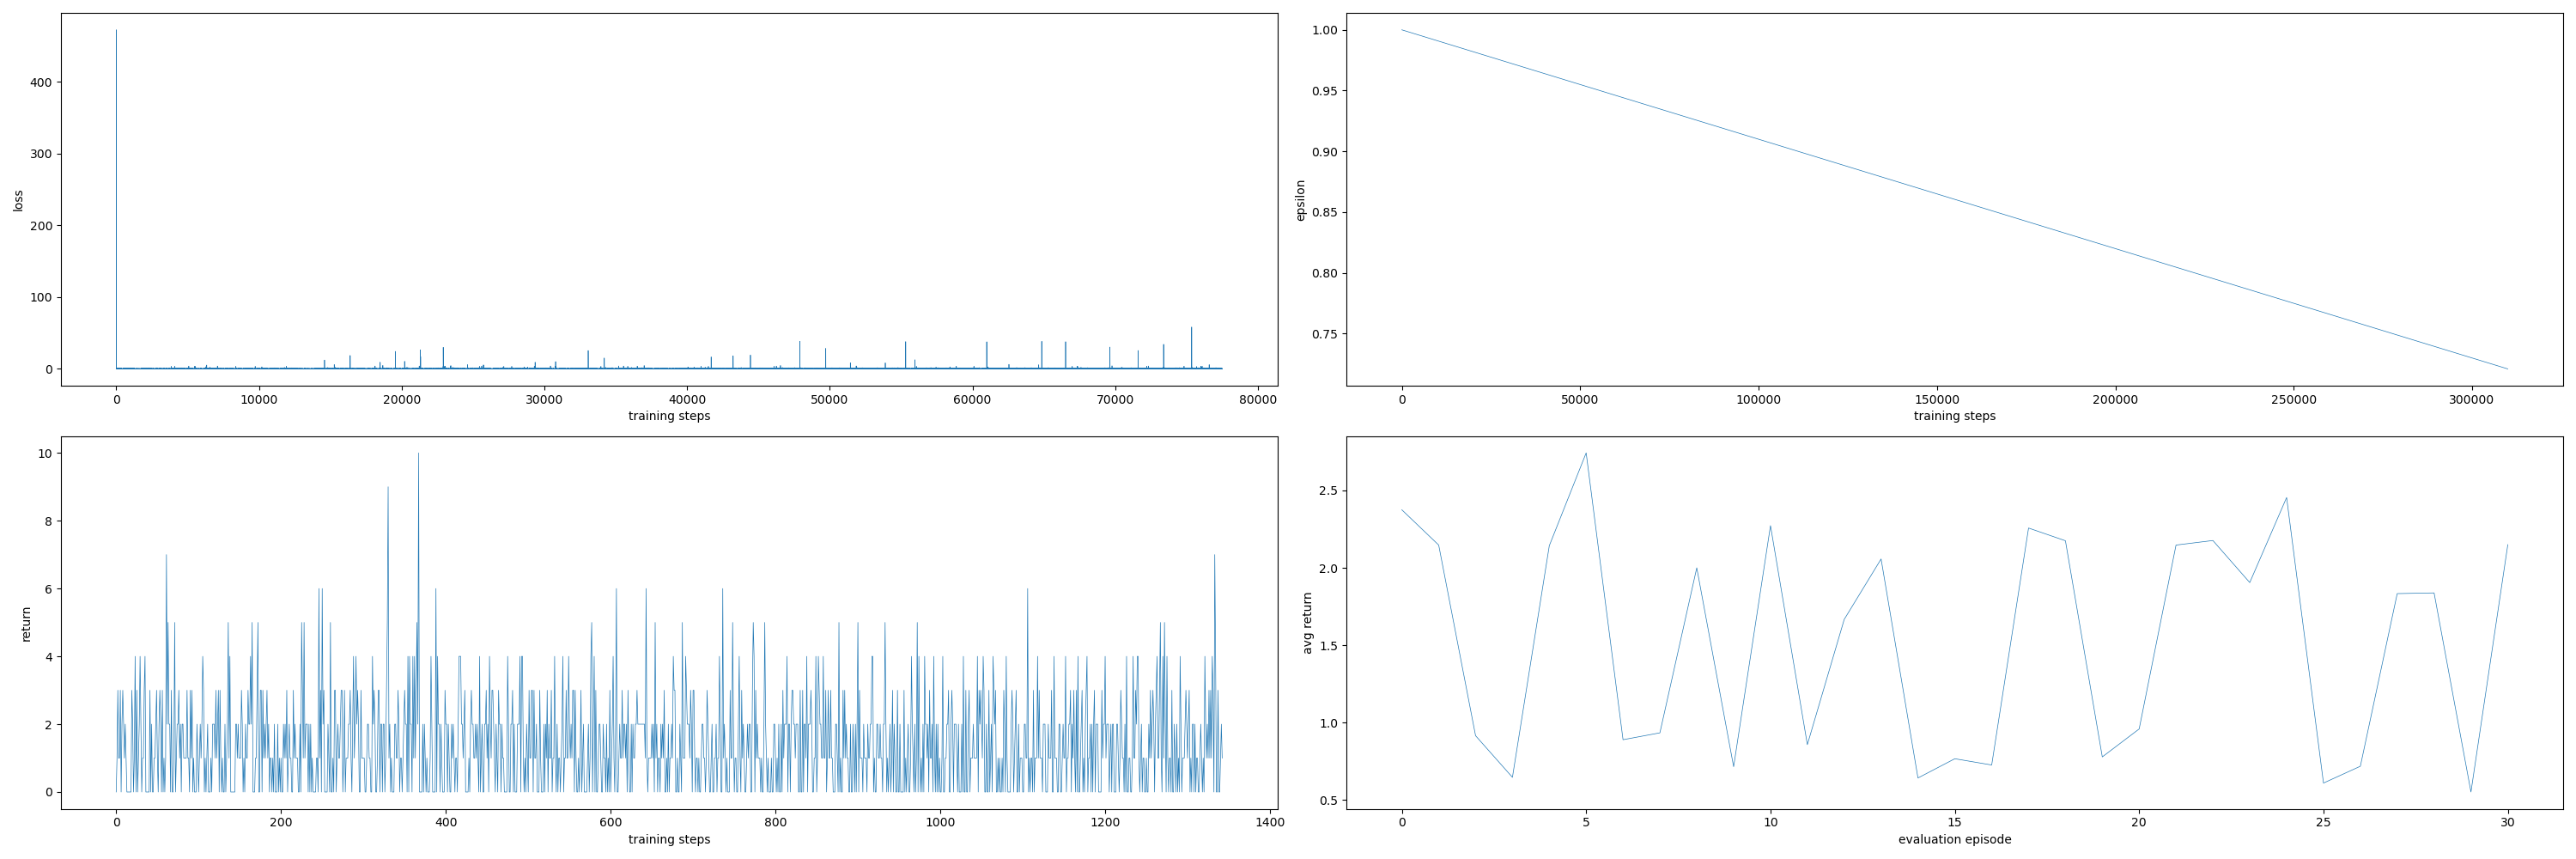 400
300
200
100
0
loss
0 10000 20000 30000 40000 50000 60000 70000 80000
training steps
1.00
0.95
0.90
0.85
0.80
0.75
epsilon
0 50000 100000 150000 200000 250000 300000
training steps
10
8
6
4
2
0
return
0 200 400 600 800 1000 1200 1400
training steps
2.5
2.0
1.5
1.0
0.5
avg return
0 5 10 15 20 25 30
evaluation episode